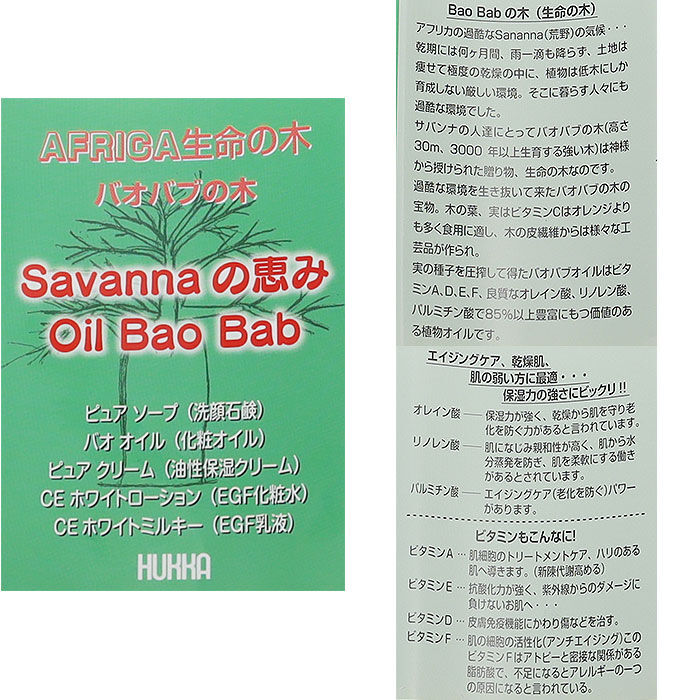 AFRICA生命の木
バオバブの木
Savanna の恵み
Oil Bao Bab
ピュア ソープ（洗顔石鹸）
バオ オイル（化粧オイル）
ピュア クリーム（油性保湿クリーム）
CE ホワイトローション（EGF化粧水）
CE ホワイトミルキー（EGF乳液）
HUKKA
Bao Bab の木（生命の木）
アフリカの過酷なSananna(荒野)の気候・・・
乾期には何ヶ月間、雨一滴も降らず、土地は
痩せて極度の乾燥の中に、植物は低木にしか
育成しない厳しい環境。そこに暮らす人々にも
過酷な環境でした。
サバンナの人達にとってバオバブの木(高さ
30m、3000 年以上生育する強い木)は神様
から授けられた贈り物、生命の木なのです。
過酷な環境を生き抜いて来たバオバブの木の
宝物。木の葉、実はビタミンCはオレンジより
も多く食用に適し、木の皮繊維からは様々な工
芸品が作られ。
実の種子を圧搾して得たバオバブオイルはビタ
ミンA、D、E、F、良質なオレイン酸、リノレン酸、
パルミチン酸で85％以上豊富にもつ価値のあ
る植物オイルです。
エイジングケア、乾燥肌、
肌の弱い方に最適・・・
保湿力の強さにビックリ!!
オレイン酸 ── 保湿力が強く、乾燥から肌を守り老
化を防ぐ力があると言われています。
リノレン酸 ── 肌になじみ親和性が高く、肌から水
分蒸発を防ぎ、肌を柔軟にする働き
があるとされています。
パルミチン酸 ── エイジングケア(老化を防ぐ)パワー
があります。
ビタミンもこんなに!
ビタミンA … 肌細胞のトリートメントケア、ハリのある
肌へ導きます。(新陳代謝高める)
ビタミンE … 抗酸化力が強く、紫外線からのダメージに
負けないお肌へ・・・
ビタミンD … 皮膚免疫機能にかわり傷などを治す。
ビタミンF … 肌の細胞の活性化(アンチエイジング)この
ビタミンFはアトピーと密接な関係がある
脂肪酸で、不足になるとアレルギーの一つ
の原因になると言われている。